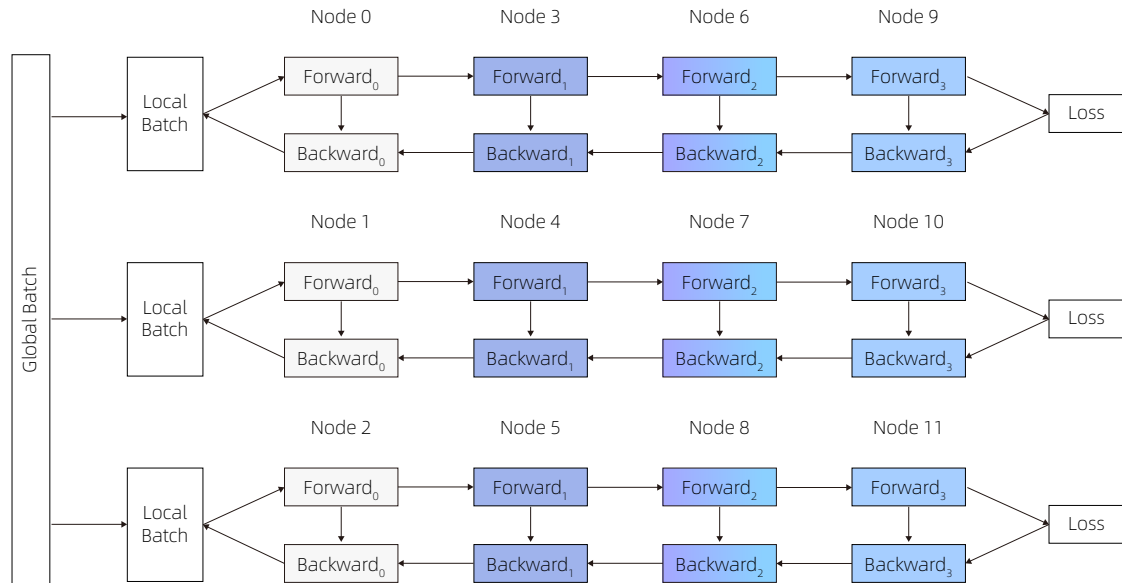 Node 0
Node 3
Node 6
Node 9
Global Batch
Local
Batch
Forward₀
Forward₁
Forward₂
Forward₃
Loss
Backward₀
Backward₁
Backward₂
Backward₃
Node 1
Node 4
Node 7
Node 10
Local
Batch
Forward₀
Forward₁
Forward₂
Forward₃
Loss
Backward₀
Backward₁
Backward₂
Backward₃
Node 2
Node 5
Node 8
Node 11
Local
Batch
Forward₀
Forward₁
Forward₂
Forward₃
Loss
Backward₀
Backward₁
Backward₂
Backward₃